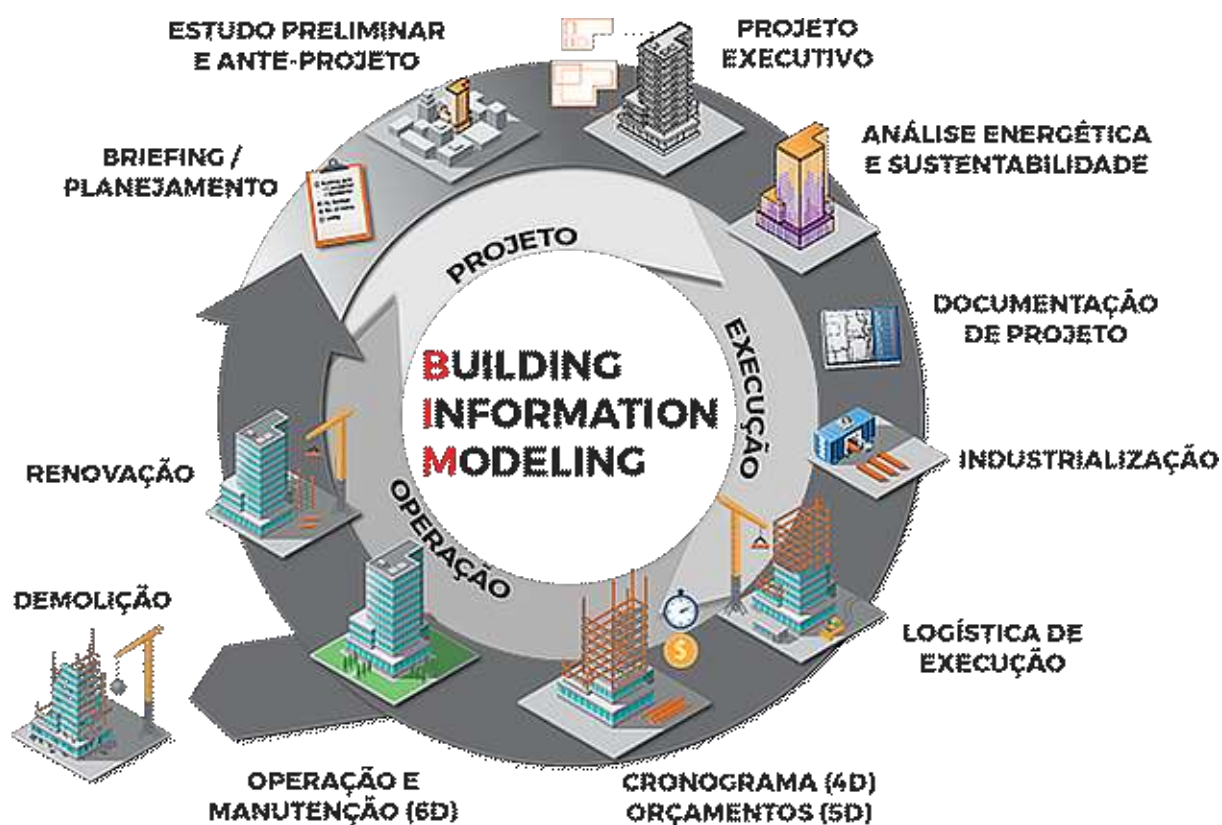 ESTUDO PRELIMINAR
E ANTE-PROJETO
PROJETO
EXECUTIVO
ANÁLISE ENERGÉTICA
E SUSTENTABILIDADE
BRIEFING /
PLANEJAMENTO
PROJETO
EXECUÇÃO
OPERAÇÃO
DOCUMENTAÇÃO
DE PROJETO
BUILDING
INFORMATION
MODELING
RENOVAÇÃO
INDUSTRIALIZAÇÃO
DEMOLIÇÃO
LOGÍSTICA DE
EXECUÇÃO
$
OPERAÇÃO E
MANUTENÇÃO (6D)
CRONOGRAMA (4D)
ORÇAMENTOS (5D)